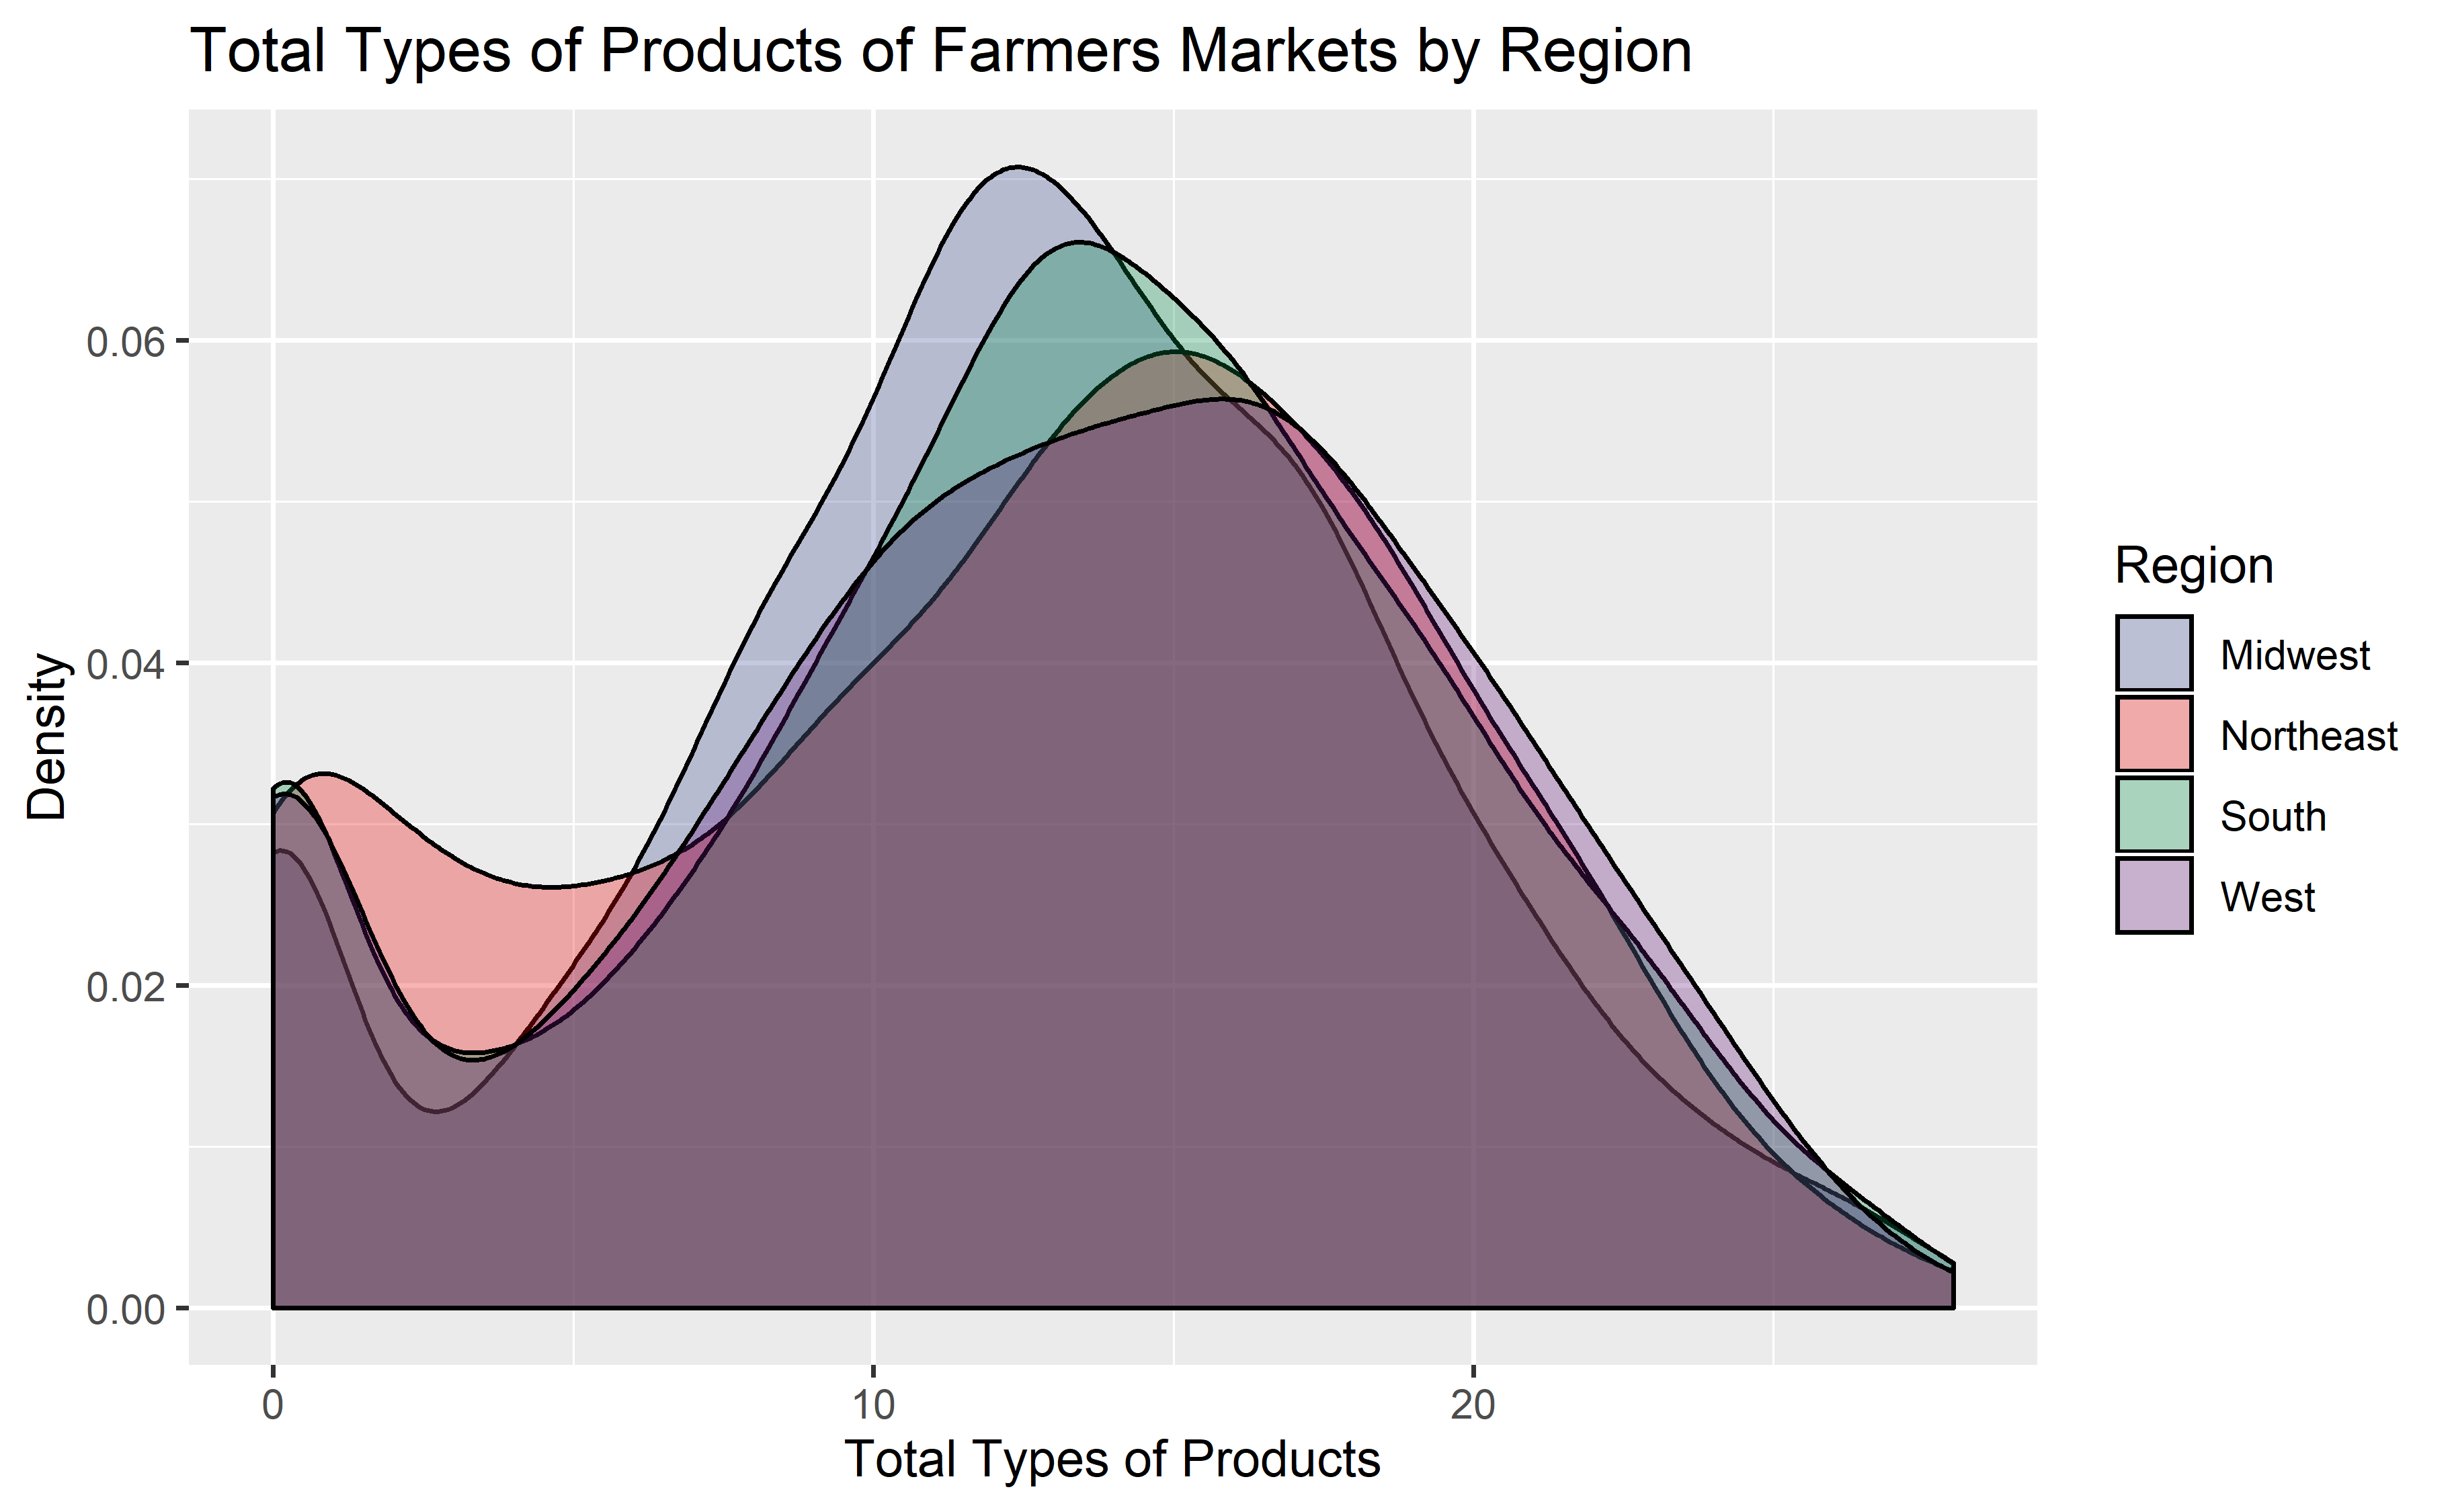 Total Types of Products of Farmers Markets by Region
Density
0.06
0.04
0.02
0.00
0
10
20
Total Types of Products
Region
Midwest
Northeast
South
West